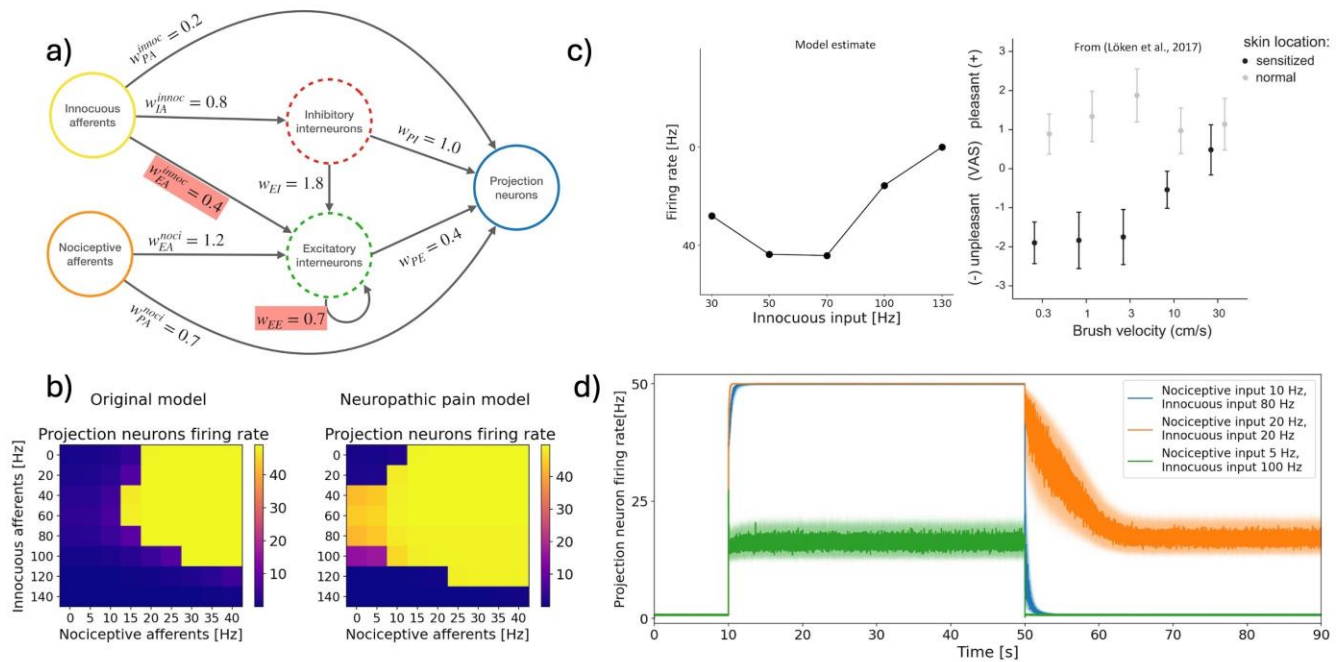 a)
w_PA^innoc = 0.2
Innocuous
afferents
w_IA^innoc = 0.8
Inhibitory
interneurons
w_PI = 1.0
w_EA^innoc = 0.4
w_EI = 1.8
Projection
neurons
Nociceptive
afferents
w_EA^noci = 1.2
Excitatory
interneurons
w_PE = 0.4
w_PA^noci = 0.7
w_EE = 0.7
b)
Original model
Projection neurons firing rate
Innocuous afferents [Hz]
0
20
40
60
80
100
120
140
0 5 10 15 20 25 30 35 40
Nociceptive afferents [Hz]
40
30
20
10
Neuropathic pain model
Projection neurons firing rate
0
20
40
60
80
100
120
140
0 5 10 15 20 25 30 35 40
Nociceptive afferents [Hz]
40
30
20
10
c)
Model estimate
Firing rate [Hz]
0
40
30 50 70 100 130
Innocuous input [Hz]
From (Löken et al., 2017)
skin location:
sensitized
normal
(-) unpleasant (VAS) pleasant (+)
3
2
1
0
-1
-2
-3
0.3 1 3 10 30
Brush velocity (cm/s)
d)
Projection neuron firing rate[Hz]
50
25
0
0 10 20 30 40 50 60 70 80 90
Time [s]
Nociceptive input 10 Hz,
Innocuous input 80 Hz
Nociceptive input 20 Hz,
Innocuous input 20 Hz
Nociceptive input 5 Hz,
Innocuous input 100 Hz